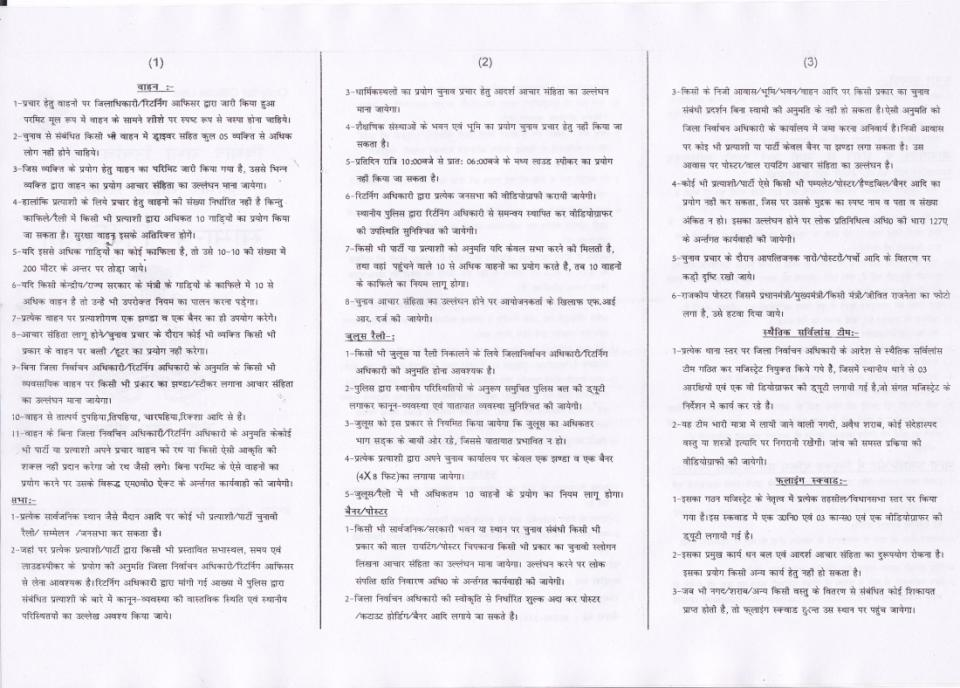 (1)
वाहन :-
1-प्रचार हेतु वाहनों पर जिलाधिकारी/रिटर्निंग आफिसर द्वारा जारी किया हुआ
परमिट मूल रूप में वाहन के सामने शीशे पर स्पष्ट रूप से चस्पा होना चाहिये।
2-चुनाव से संबंधित किसी भी वाहन में ड्राइवर सहित कुल 05 व्यक्ति से अधिक
लोग नहीं होने चाहिये।
3-जिस व्यक्ति के प्रयोग हेतु वाहन का परिमिट जारी किया गया है, उससे भिन्न
व्यक्ति द्वारा वाहन का प्रयोग आचार संहिता का उल्लंघन माना जायेगा।
4-हालांकि प्रत्याशी के लिये प्रचार हेतु वाहनों की संख्या निर्धारित नहीं है किन्तु
काफिले/रैली में किसी भी प्रत्याशी द्वारा अधिकत 10 गाड़ियों का प्रयोग किया
जा सकता है। सुरक्षा वाहन इसके अतिरिक्त होगें।
5-यदि इससे अधिक गाड़ियों का कोई काफिला है, तो उसे 10-10 की संख्या में
200 मीटर के अन्तर पर तोड़ा जाये।
6-यदि किसी केन्द्रीय/राज्य सरकार के मंत्री के गाड़ियों के काफिले में 10 से
अधिक वाहन है तो उन्हें भी उपरोक्त नियम का पालन करना पड़ेगा।
7-प्रत्येक वाहन पर प्रत्याशीगण एक झण्डा व एक बैनर का ही उपयोग करेगें।
8-आचार संहिता लागू होने/चुनाव प्रचार के दौरान कोई भी व्यक्ति किसी भी
प्रकार के वाहन पर बत्ती /हूटर का प्रयोग नही करेगा।
9-बिना जिला निर्वाचन अधिकारी/रिटर्निंग अधिकारी के अनुमति के किसी भी
व्यवसायिक वाहन पर किसी भी प्रकार का झण्डा/स्टीकर लगाना आचार संहिता
का उल्लंघन माना जायेगा।
10-वाहन से तात्पर्य दुपहिया,तिपहिया, चारपहिया,रिक्शा आदि से है।
11-वाहन के बिना जिला निर्वाचन अधिकारी/रिटर्निंग अधिकारी के अनुमति केकोई
भी पार्टी या प्रत्याशी अपने प्रचार वाहन को रथ या किसी ऐसी आकृति की
शक्ल नही प्रदान करेगा जो रथ जैसी लगे। बिना परमिट के ऐसे वाहनों का
प्रयोग करने पर उसके विरूद्ध एम0वी0 ऐक्ट के अर्न्तगत कार्यवाही की जायेगी।
सभा:-
1-प्रत्येक सार्वजनिक स्थान जैसे मैदान आदि पर कोई भी प्रत्याशी/पार्टी चुनावी
रैली/ सम्मेलन /जनसभा कर सकता है।
2-जहां पर प्रत्येक प्रत्याशी/पार्टी द्वारा किसी भी प्रस्तावित सभास्थल, समय एवं
लाउडस्पीकर के प्रयोग की अनुमति जिला निर्वाचन अधिकारी/रिटर्निंग आफिसर
से लेना आवश्यक है।रिटर्निंग अधिकारी द्वारा मांगी गई आख्या में पुलिस द्वारा
संबंधित प्रत्याशी के बारे में कानून-व्यवस्था की वास्तविक स्थिति एवं स्थानीय
परिस्थितियों का उल्लेख अवश्य किया जाये।
(2)
3-धार्मिकस्थलों का प्रयोग चुनाव प्रचार हेतु आदर्श आचार संहिता का उल्लंघन
माना जायेगा।
4-शैक्षणिक संस्थाओं के भवन एवं भूमि का प्रयोग चुनाव प्रचार हेतु नहीं किया जा
सकता है।
5-प्रतिदिन रात्रि 10:00बजे से प्रातः 06:00बजे के मध्य लाउड स्पीकर का प्रयोग
नहीं किया जा सकता है।
6-रिटर्निंग अधिकारी द्वारा प्रत्येक जनसभा की वीडियोग्राफी करायी जायेगी।
स्थानीय पुलिस द्वारा रिर्टनिंग अधिकारी से समन्वय स्थापित कर वीडियोग्राफर
की उपस्थिति सुनिश्चित की जायेगी।
7-किसी भी पार्टी या प्रत्याशी को अनुमति यदि केवल सभा करने की मिलती है,
तथा वहां पहुंचने वाले 10 से अधिक वाहनों का प्रयोग करते है, तब 10 वाहनों
के काफिले का नियम लागू होगा।
8-चुनाव आचार संहिता का उल्लंघन होने पर आयोजनकर्ता के खिलाफ एफ.आई
आर. दर्ज की जायेगी।
जुलूस रैली-:
1-किसी भी जुलूस या रैली निकालने के लिये जिलानिर्वाचन अधिकारी/रिटर्निंग
अधिकारी की अनुमति होना आवश्यक है।
2-पुलिस द्वारा स्थानीय परिस्थितियों के अनुरूप समुचित पुलिस बल की ड्यूटी
लगाकर कानून-व्यवस्था एवं यातायात व्यवस्था सुनिश्चित की जायेगी।
3-जुलूस को इस प्रकार से नियमित किया जायेगा कि जुलूस का अधिकतर
भाग सड़क के बायीं ओर रहे, जिससे यातायात प्रभावित न हो।
4-प्रत्येक प्रत्याशी द्वारा अपने चुनाव कार्यालय पर केवल एक झण्डा व एक बैनर
(4X8 फिट)का लगाया जायेगा।
5-जुलूस/रैली में भी अधिकतम 10 वाहनों के प्रयोग का नियम लागू होगा।
बैनर/पोस्टर
1-किसी भी सार्वजनिक/सरकारी भवन या स्थान पर चुनाव संबंधी किसी भी
प्रकार की वाल रायटिंग/पोस्टर चिपकाना किसी भी प्रकार का चुनावी स्लोगन
लिखना आचार संहिता का उल्लंघन माना जायेगा। उल्लंघन करने पर लोक
संपत्ति क्षति निवारण अधि0 के अर्न्तगत कार्यवाही की जायेगी।
2-जिला निर्वाचन अधिकारी की स्वीकृति से निर्धारित शुल्क अदा कर पोस्टर
/कटाउट होर्डिंग/बैनर आदि लगाये जा सकते है।
(3)
3-किसी के निजी आवास/भूमि/भवन/वाहन आदि पर किसी प्रकार का चुनाव
संबंधी प्रदर्शन बिना स्वामी की अनुमति के नही हो सकता है।ऐसी अनुमति को
जिला निर्वाचन अधिकारी के कार्यालय में जमा करना अनिवार्य है।निजी आवास
पर कोइ भी प्रत्याशी या पार्टी केवल बैनर या झण्डा लगा सकता है। उस
आवास पर पोस्टर/वाल रायटिंग आचार संहिता का उल्लंघन है।
4-कोई भी प्रत्याशी/पार्टी ऐसे किसी भी पम्पलेट/पोस्टर/हैण्डबिल/बैनर आदि का
प्रयोग नही कर सकता, जिस पर उसके मुद्रक का स्पष्ट नाम व पता व संख्या
अंकित न हो। इसका उल्लंघन होने पर लोक प्रतिनिधित्व अधि0 की धारा 127ए
के अर्न्तगत कार्यवाही की जायेगी।
5-चुनाव प्रचार के दौरान आपत्तिजनक नारों/पोस्टरों/पर्चो आदि के वितरण पर
कड़ी दृष्टि रखी जाये।
6-राजकीय पोस्टर जिसमें प्रधानमंत्री/मुख्यमंत्री/किसी मंत्री/जीवित राजनेता का फोटो
लगा है, उसे हटवा दिया जाये।
स्थैतिक सर्विलांस टीम:-
1-प्रत्येक थाना स्तर पर जिला निर्वाचन अधिकारी के आदेश से स्थैतिक सर्विलांस
टीम गठित कर मजिस्ट्रेट नियुक्त किये गये है, जिसमें स्थानीय थाने से 03
आरक्षियों एवं एक वी डियोग्राफर की ड्यूटी लगायी गई है,जो संगत मजिस्ट्रेट के
निर्देशन में कार्य कर रहे है।
2-यह टीम भारी मात्रा में लायी जाने वाली नगदी, अवैध शराब, कोई संदेहास्पद
वस्तु या शस्त्रों इत्यादि पर निगरानी रखेगी। जांच की समस्त प्रक्रिया की
वीडियोग्राफी की जायेगी।
फ्लाइंग स्क्वाड:-
1-इसका गठन मजिस्ट्रेट के नेतृत्व में प्रत्येक तहसील/विधानसभा स्तर पर किया
गया है।इस स्कवाड में एक उ0नि0 एवं 03 कान्स0 एवं एक वीडियोग्राफर की
ड्यूटी लगायी गई है।
2-इसका प्रमुख कार्य धन बल एवं आदर्श आचार संहिता का दुरूपयोग रोकना है।
इसका प्रयोग किसी अन्य कार्य हेतु नहीं हो सकता है।
3-जब भी नगद/शराब/अन्य किसी वस्तु के वितरण से संबंधित कोई शिकायत
प्राप्त होती है, तो फ्लाइंग स्क्वाड तुरन्त उस स्थान पर पहुंच जायेगा।